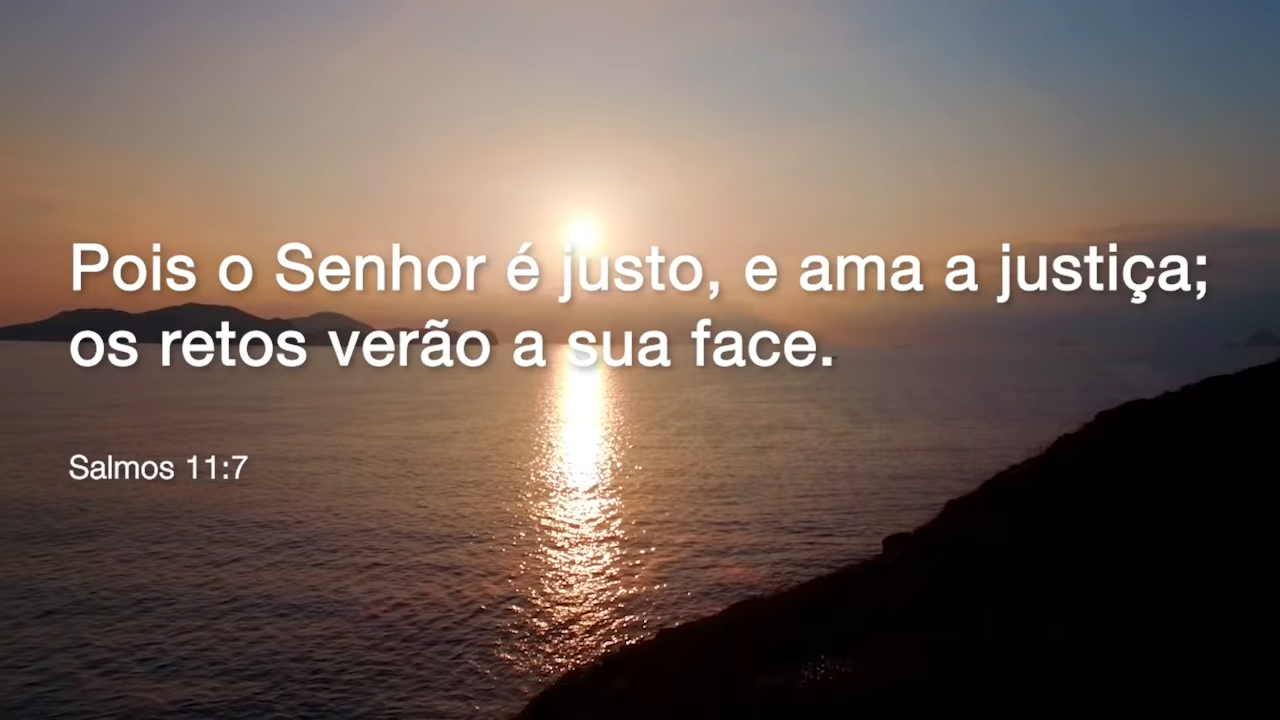 Pois o Senhor é justo, e ama a justiça;
os retos verão a sua face.
Salmos 11:7